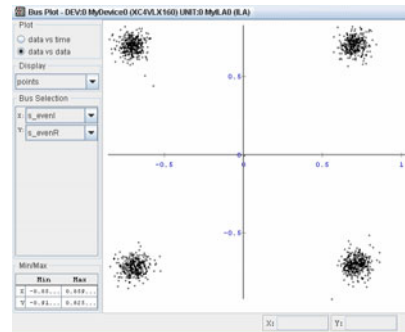 Bus Plot - DEV:0 MyDevice0 (XC4VLX160) UNIT:0 MyILA0 (ILA)
Plot
data vs time
data vs data
Display
points
Bus Selection
X: s_evenI
Y: s_evenR
0.5
-0.5 0 0.5 1
-0.5
Min/Max
Min Max
X
Y
X: Y: